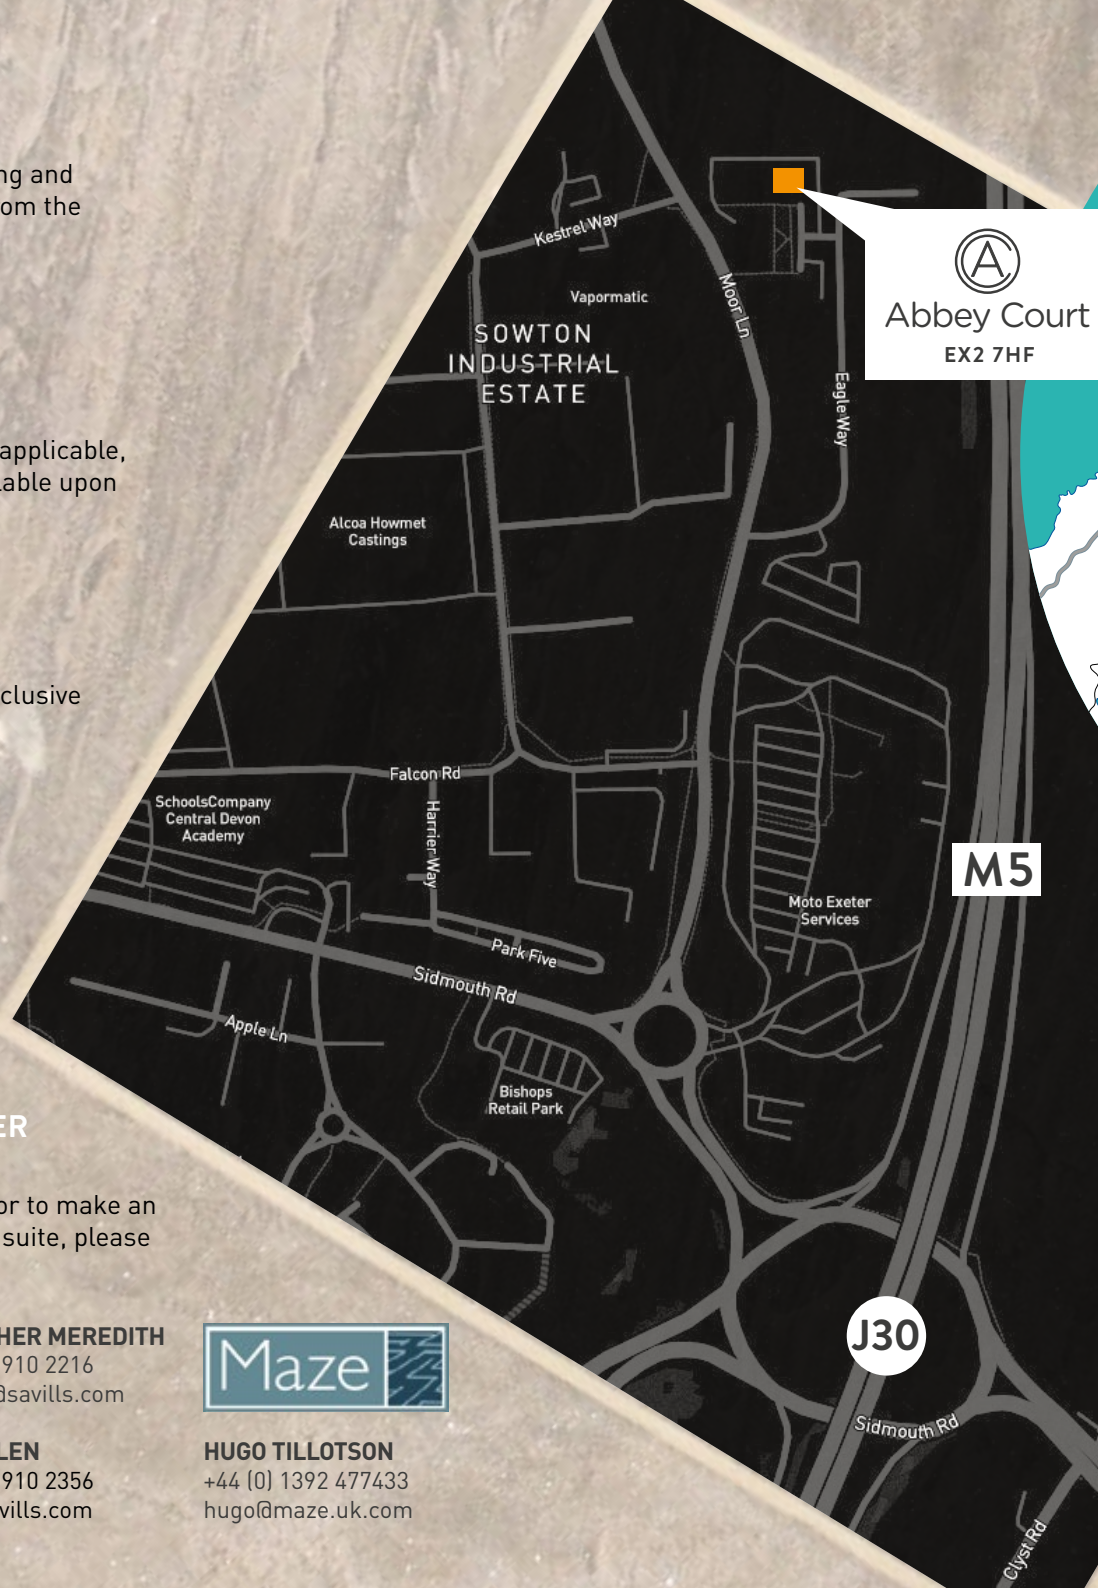 ng and
om the
applicable,
lable upon
clusive
ER
or to make an
suite, please
HER MEREDITH
910 2216
@savills.com
LEN
910 2356
vills.com
Maze
HUGO TILLOTSON
+44 (0) 1392 477433
hugo@maze.uk.com
Kestrel Way
Vapormatic
SOWTON
INDUSTRIAL
ESTATE
Moor Ln
Eagle Way
Abbey Court
EX2 7HF
Alcoa Howmet
Castings
Falcon Rd
Harrier Way
SchoolsCompany
Central Devon
Academy
M5
Moto Exeter
Services
Park Five
Sidmouth Rd
Apple Ln
Bishops
Retail Park
J30
Sidmouth Rd
Clyst Rd